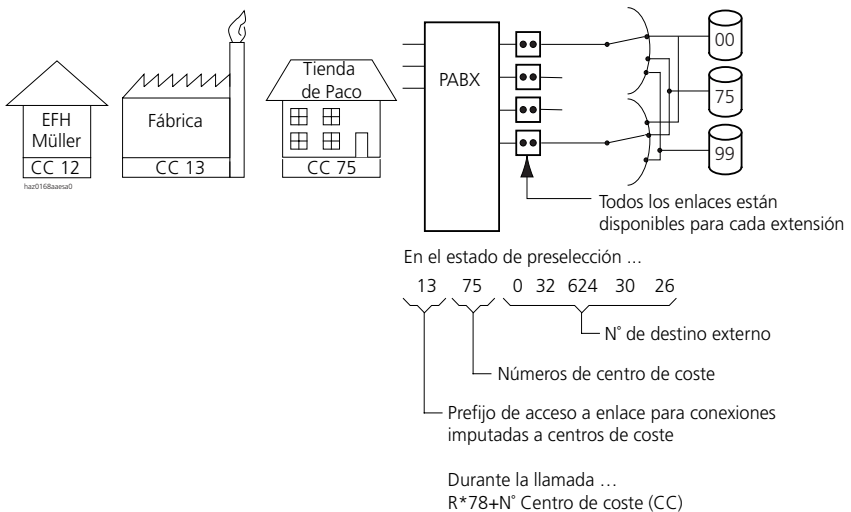 EFH
Müller
CC 12
haz0168aaesa0
Fábrica
CC 13
Tienda
de Paco
CC 75
PABX
00
75
99
Todos los enlaces están
disponibles para cada extensión
En el estado de preselección ...
13 75 0 32 624 30 26
N° de destino externo
Números de centro de coste
Prefijo de acceso a enlace para conexiones
imputadas a centros de coste
Durante la llamada …
R*78+N° Centro de coste (CC)